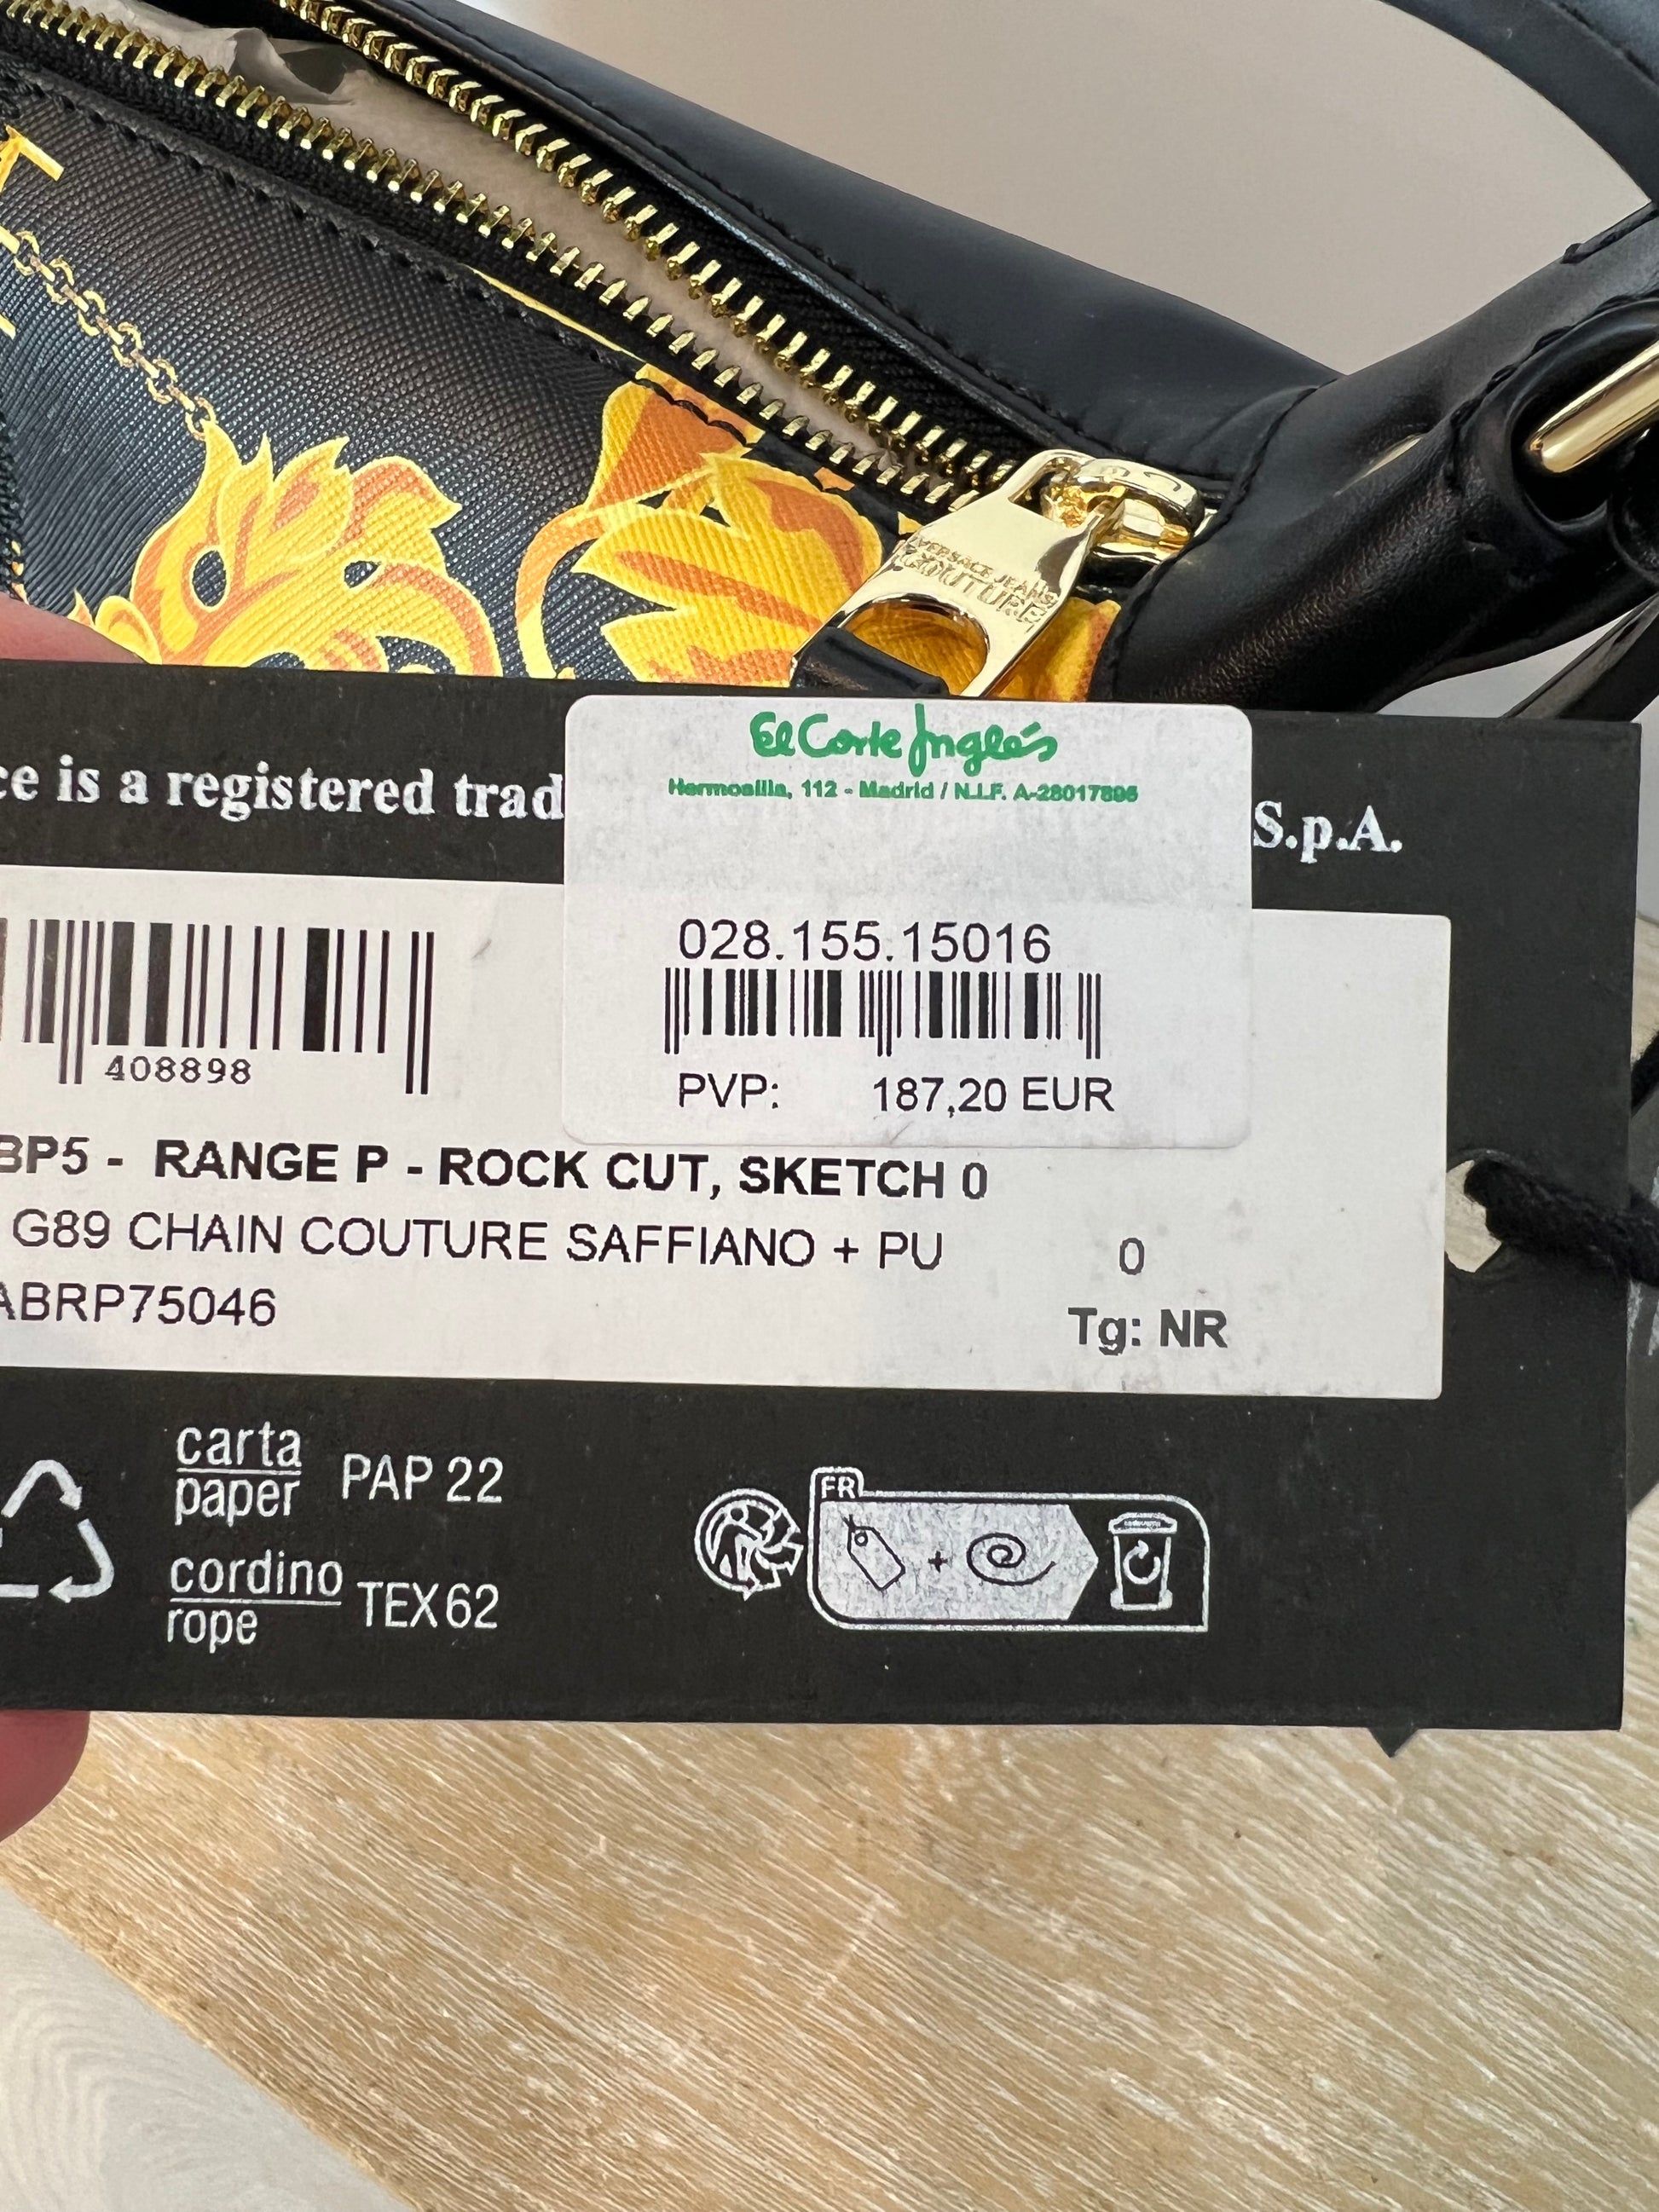 VERSACE JEANS
COUTURE
El Corte Inglés
Hermosilla, 112 - Madrid / N.I.F. A-28017895
ce is a registered trad
S.p.A.
028.155.15016
408898
PVP: 187,20 EUR
BP5 - RANGE P - ROCK CUT, SKETCH 0
G89 CHAIN COUTURE SAFFIANO + PU 0
ABRP75046
Tg: NR
carta
paper
PAP 22
cordino
rope
TEX 62
FR